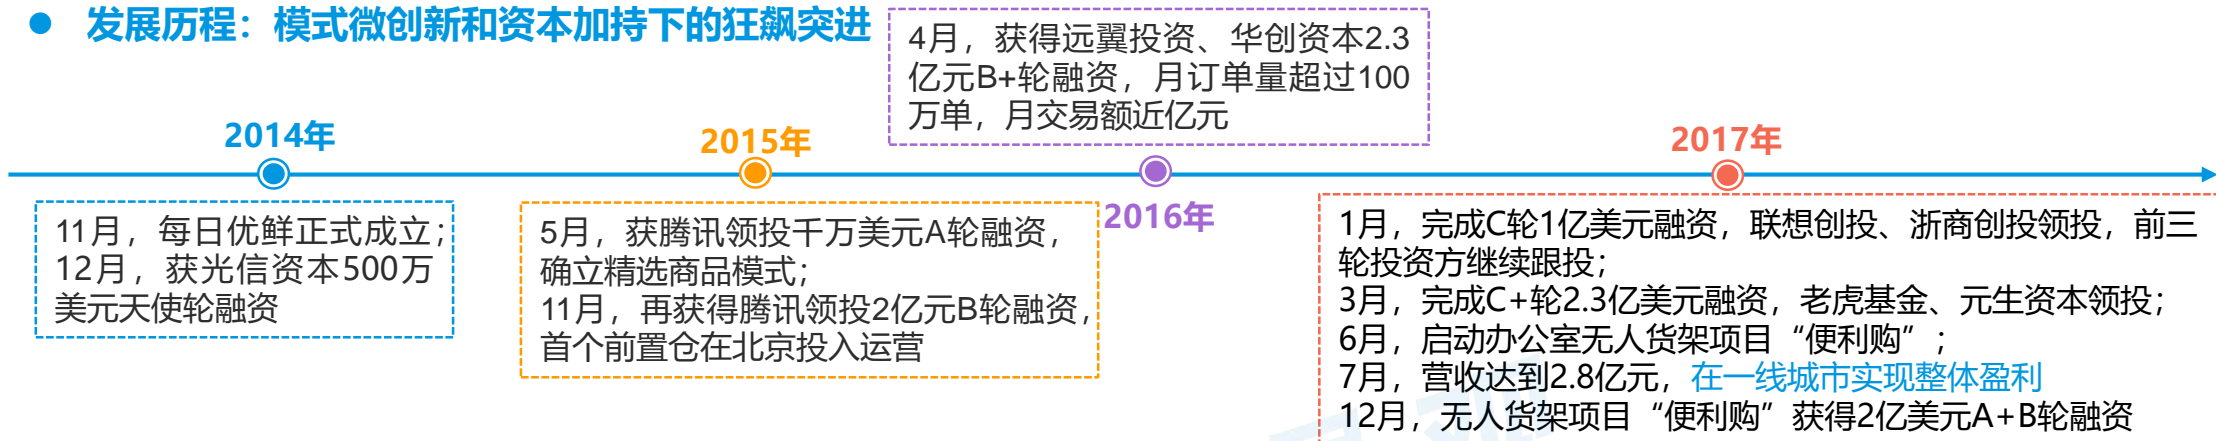 ● 发展历程：模式微创新和资本加持下的狂飙突进
2014年
11月，每日优鲜正式成立；
12月，获光信资本500万
美元天使轮融资
2015年
5月，获腾讯领投千万美元A轮融资，
确立精选商品模式；
11月，再获得腾讯领投2亿元B轮融资，
首个前置仓在北京投入运营
4月，获得远翼投资、华创资本2.3
亿元B+轮融资，月订单量超过100
万单，月交易额近亿元
2016年
2017年
1月，完成C轮1亿美元融资，联想创投、浙商创投领投，前三
轮投资方继续跟投；
3月，完成C+轮2.3亿美元融资，老虎基金、元生资本领投；
6月，启动办公室无人货架项目“便利购”；
7月，营收达到2.8亿元，在一线城市实现整体盈利
12月，无人货架项目“便利购”获得2亿美元A+B轮融资